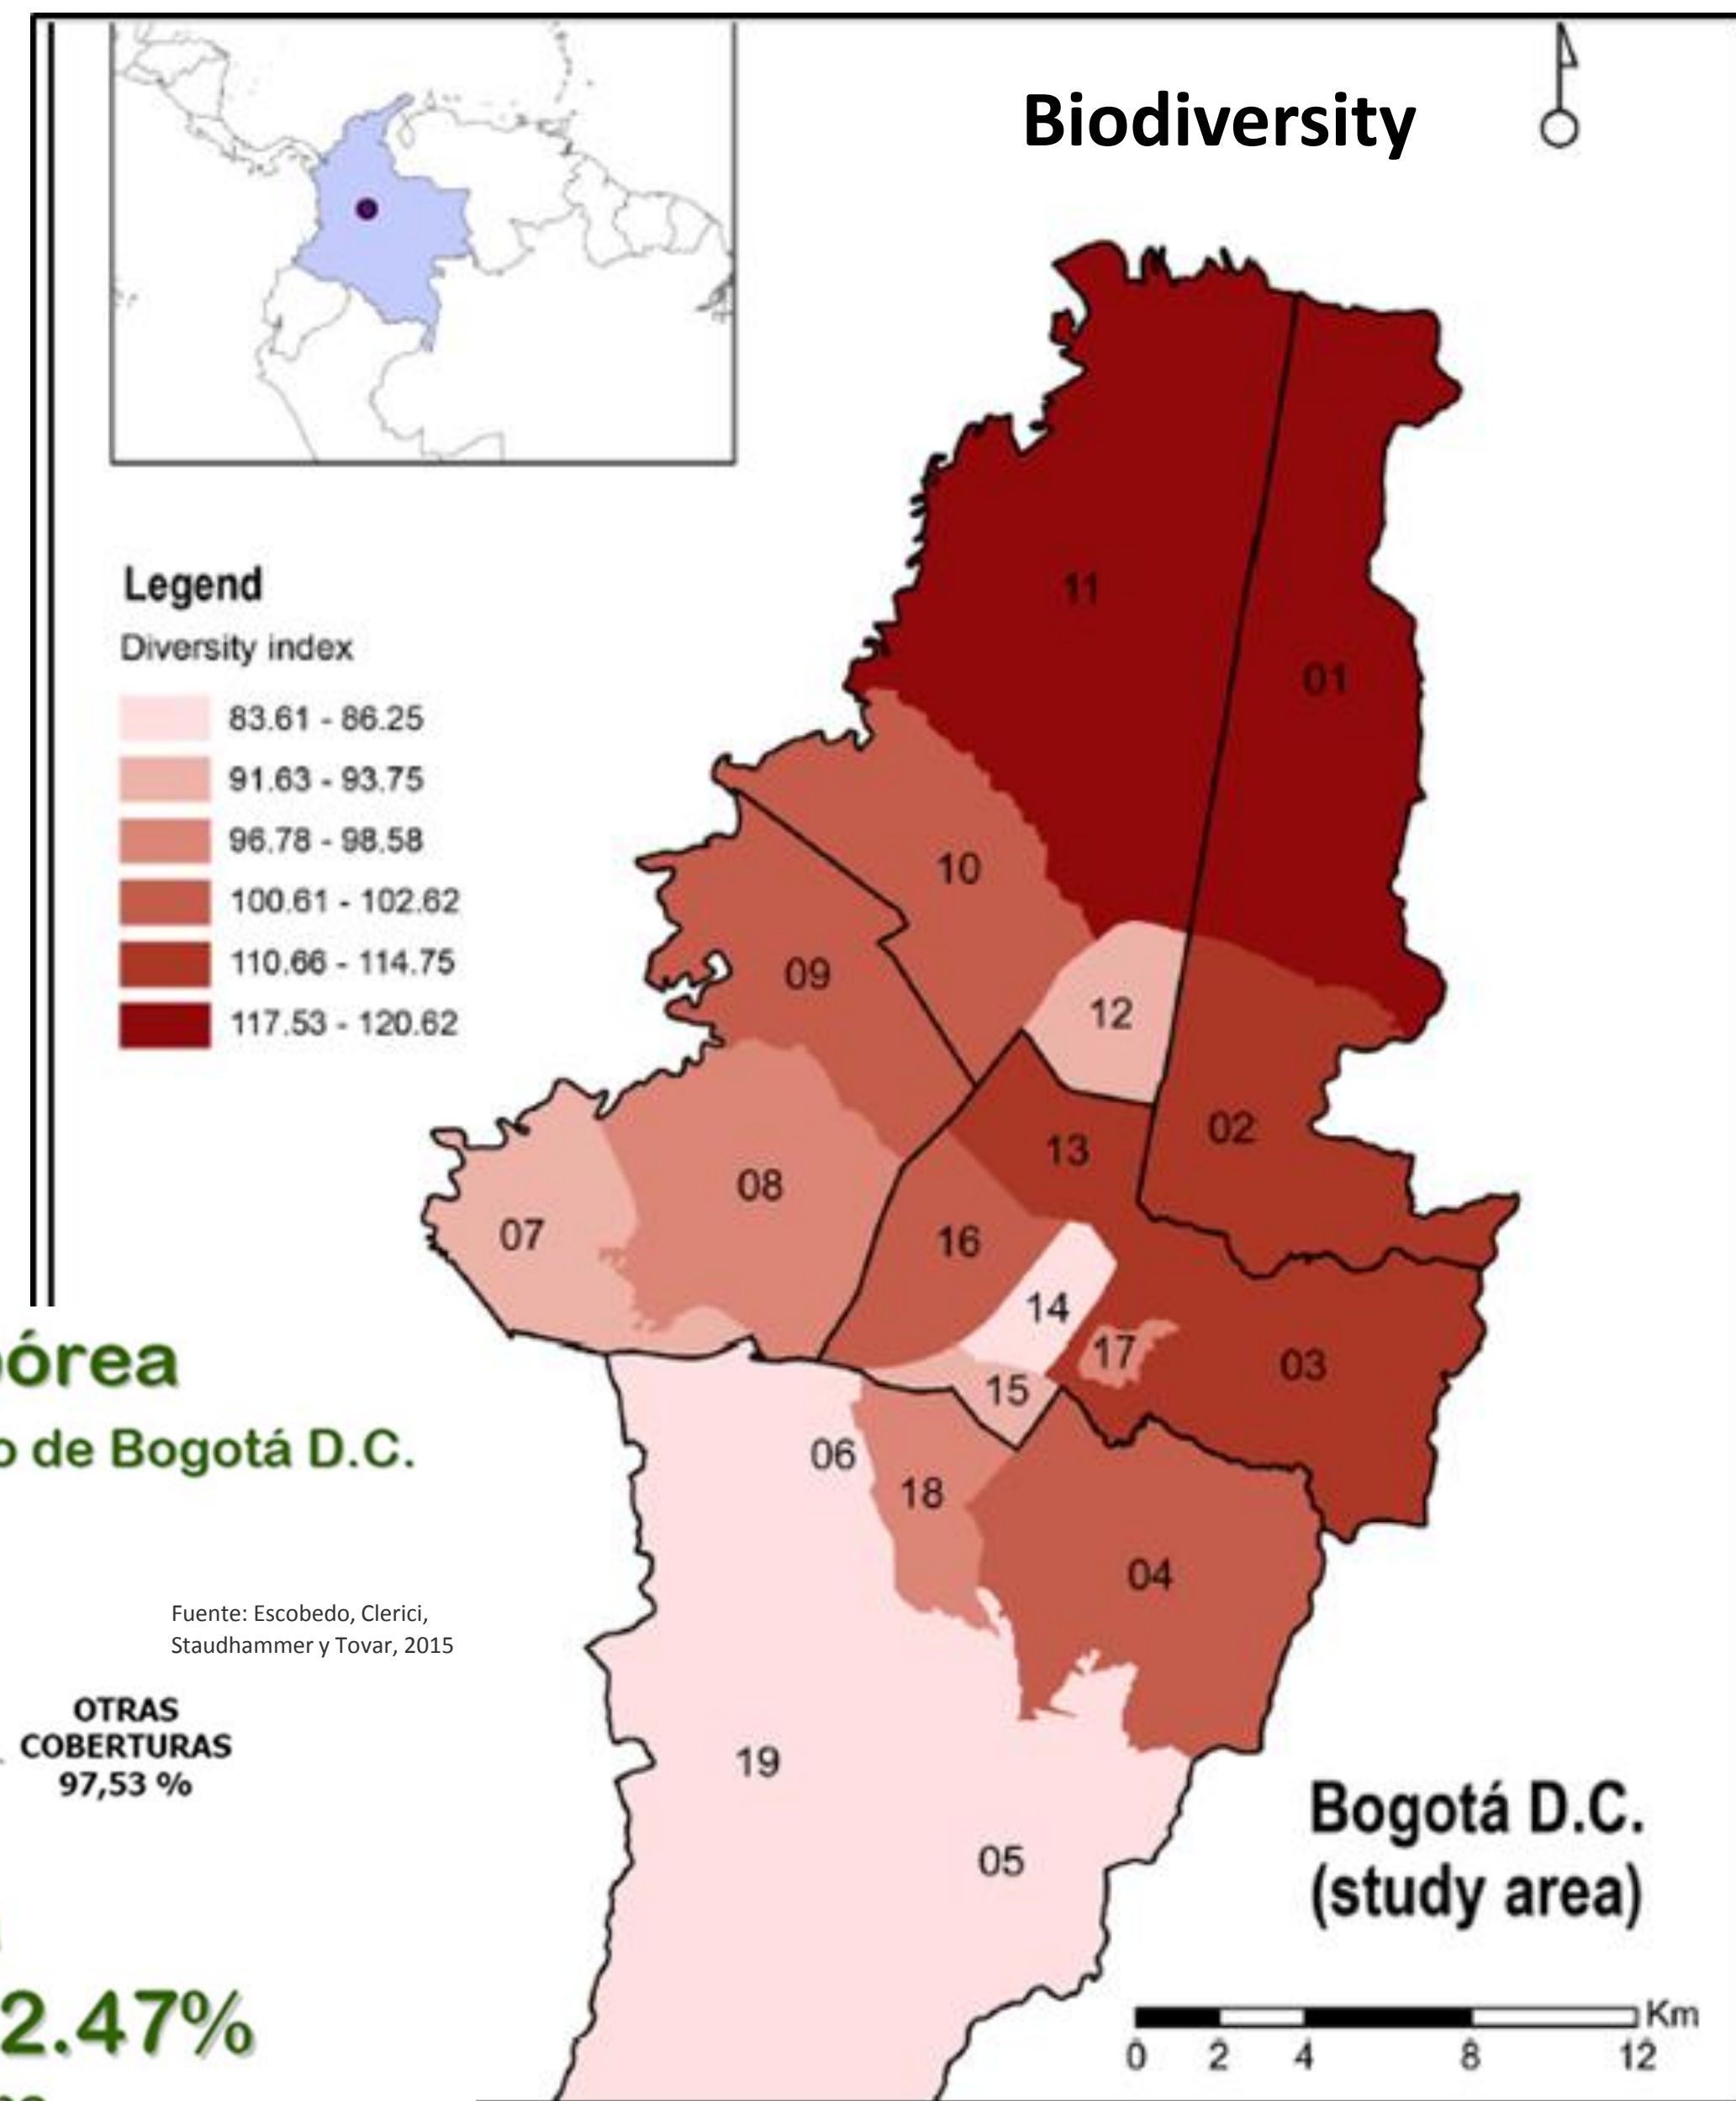 Biodiversity
Legend
Diversity index
83.61 - 86.25
91.63 - 93.75
96.78 - 98.58
100.61 - 102.62
110.66 - 114.75
117.53 - 120.62
11
01
10
09
12
02
13
08
07
16
14
17
03
15
06
18
04
19
05
órea
o de Bogotá D.C.
Fuente: Escobedo, Clerici,
Staudhammer y Tovar, 2015
OTRAS
COBERTURAS
97,53 %
2.47%
Bogotá D.C.
(study area)
Km
0 2 4 8 12